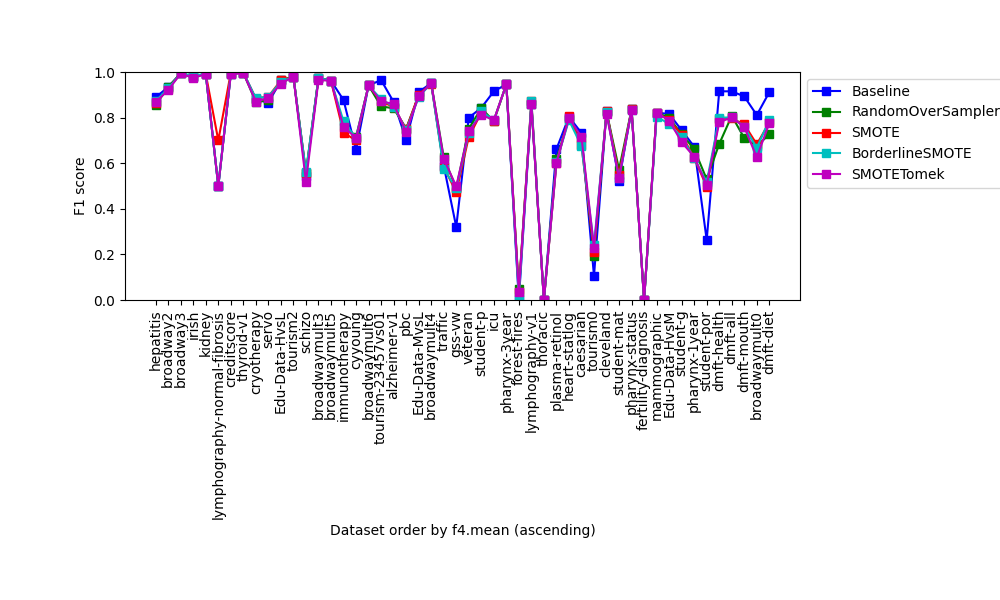 1.0
0.8
0.6
0.4
0.2
0.0
F1 score
Baseline
RandomOverSampler
SMOTE
BorderlineSMOTE
SMOTETomek
hepatitis
broadway2
broadway3
irish
kidney
lymphography-normal-fibrosis
creditscore
thyroid-v1
cryotherapy
servo
Edu-Data-HvsL
tourism2
schizo
broadwaymult3
broadwaymult5
immunotherapy
cyyoung
broadwaymult6
tourism-23457vso1
alzheimer-v1
pbc
Edu-Data-MvsL
broadwaymult4
traffic
gss-vw
veteran
student-p
icu
pharynx-3year
forest-fires
lymphography-v1
thoracic
plasma-retinol
heart-statlog
caesarian
tourism0
cleveland
student-mat
pharynx-status
fertility-diagnosis
mammographic
Edu-Data-HvsM
student-g
pharynx-1year
student-por
dmft-health
dmft-all
dmft-mouth
broadwaymult0
dmft-diet
Dataset order by f4.mean (ascending)